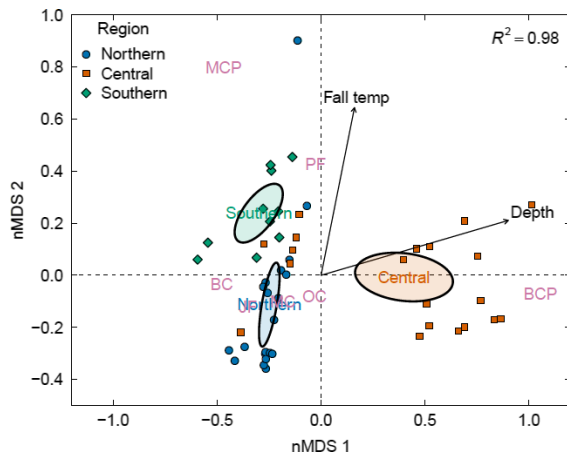 Region
Northern
Central
Southern
R² = 0.98
MCP
Fall temp
PF
Southern
Depth
Central
BC
OC
BCP
Northern
1.0
0.8
0.6
0.4
0.2
0.0
−0.2
−0.4
−1.0
−0.5
0.0
0.5
1.0
nMDS 1
nMDS 2